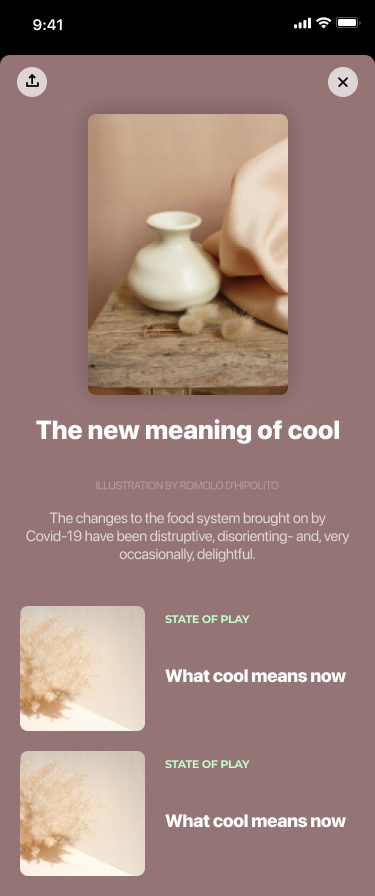 9:41
The new meaning of cool
ILLUSTRATION BY ROMOLO D'HIPOLITO
The changes to the food system brought on by
Covid-19 have been disruptive, disorienting- and, very
occasionally, delightful.
STATE OF PLAY
What cool means now
STATE OF PLAY
What cool means now